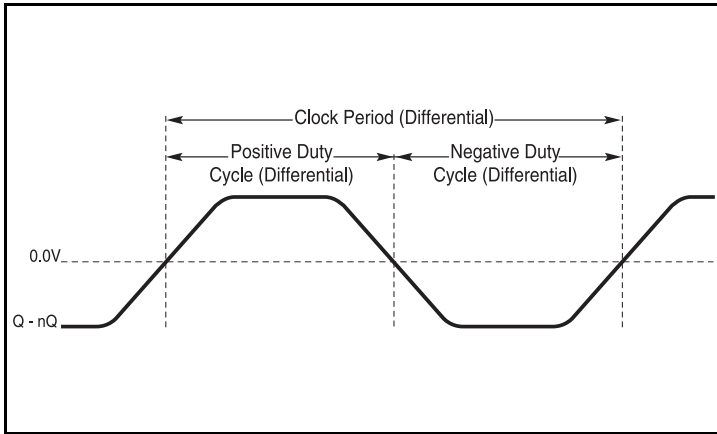 Clock Period (Differential)
Positive Duty
Cycle (Differential)
Negative Duty
Cycle (Differential)
0.0V
Q - nQ